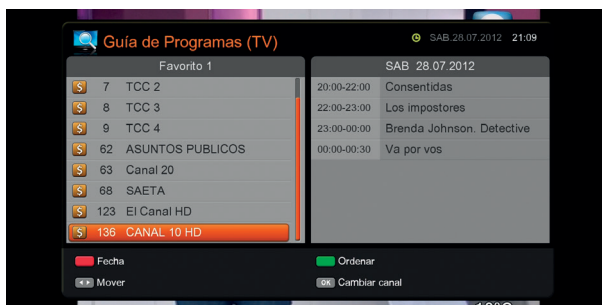 Guía de Programas (TV)
SAB.28.07.2012 21:09
Favorito 1
$ 7 TCC 2
$ 8 TCC 3
$ 9 TCC 4
$ 62 ASUNTOS PUBLICOS
$ 63 Canal 20
$ 68 SAETA
$ 123 El Canal HD
$ 136 CANAL 10 HD
SAB 28.07.2012
20:00-22:00 Consentidas
22:00-23:00 Los impostores
23:00-00:00 Brenda Johnson. Detective
00:00-00:30 Va por vos
Fecha
Ordenar
Mover
OK Cambiar canal